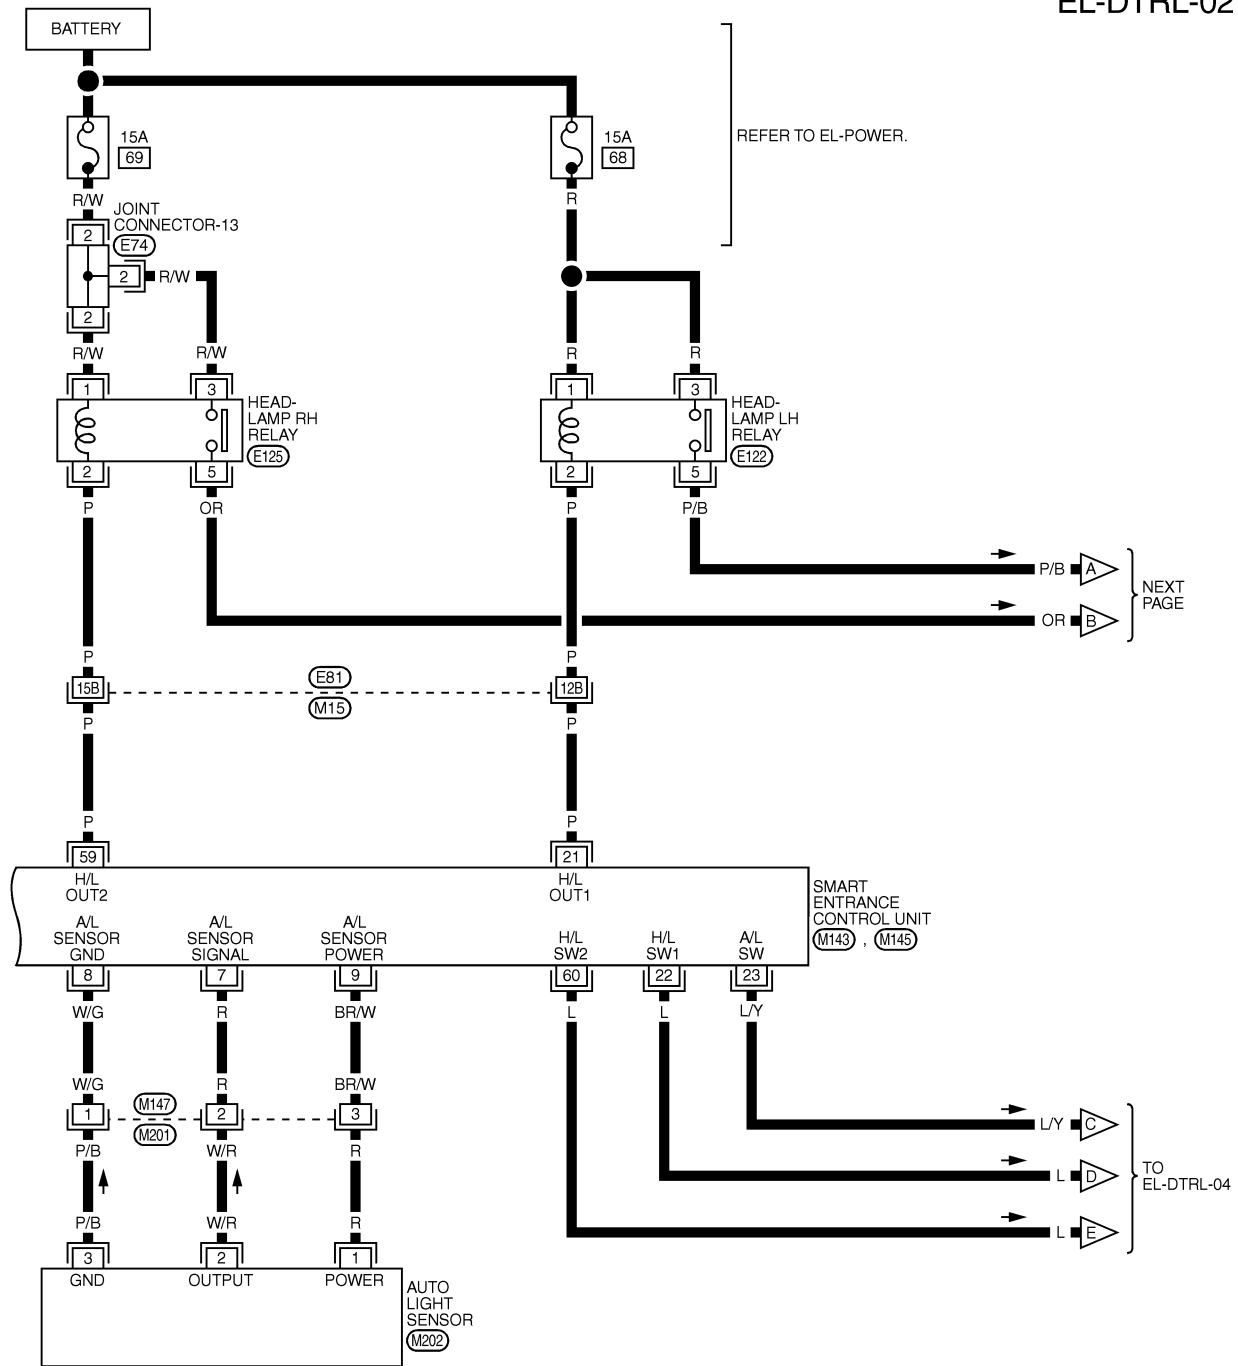 EL-DTRL-02
BATTERY
15A
69
15A
68
REFER TO EL-POWER.
R/W
R
JOINT
CONNECTOR-13
E74
2
2
R/W
2
R/W
R/W
R
R
1
3
HEAD-
LAMP RH
RELAY
E125
2
5
1
3
HEAD-
LAMP LH
RELAY
E122
2
5
P
OR
P
P/B
P/B
A
OR
B
NEXT
PAGE
P
P
15B
E81
M15
12B
P
P
P
P
59
21
H/L
OUT2
H/L
OUT1
SMART
ENTRANCE
CONTROL UNIT
M143 , M145
A/L
SENSOR
GND
A/L
SENSOR
SIGNAL
A/L
SENSOR
POWER
H/L
SW2
H/L
SW1
A/L
SW
8
7
9
60
22
23
W/G
R
BR/W
L
L
L/Y
W/G
R
BR/W
1
M147
M201
2
3
P/B
W/R
R
L/Y
C
L
D
L
E
TO
EL-DTRL-04
P/B
W/R
R
3
2
1
GND
OUTPUT
POWER
AUTO
LIGHT
SENSOR
M202